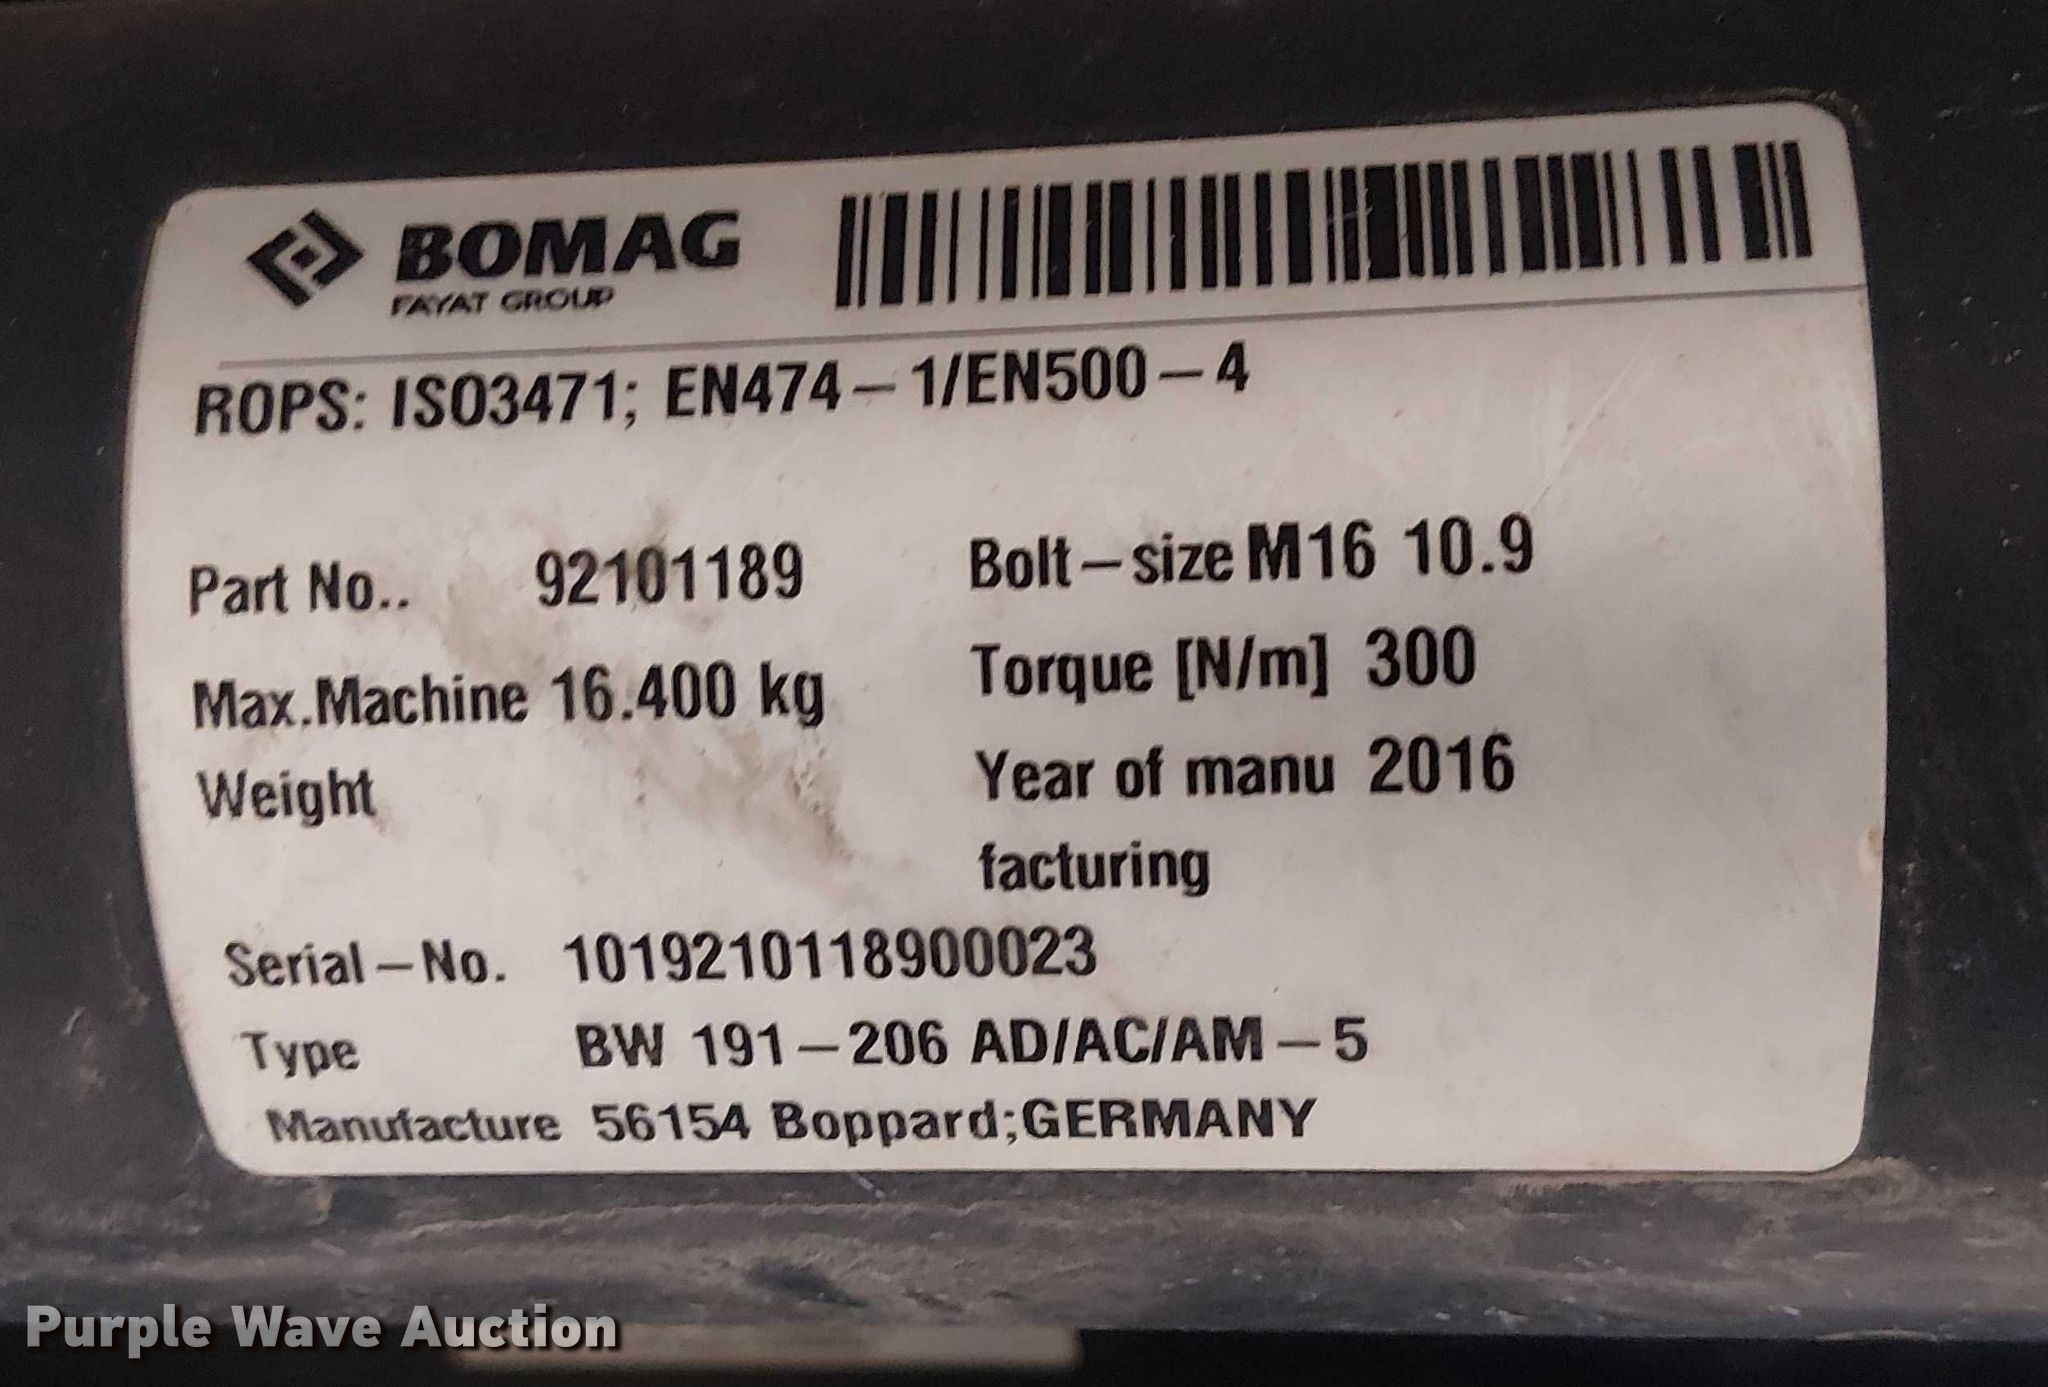 BOMAG
FAYAT GROUP
ROPS: ISO3471; EN474-1/EN500-4
Part No.. 92101189
Bolt-size M16 10.9
Max.Machine 16.400 kg
Weight
Torque [N/m] 300
Year of manu 2016
facturing
Serial-No. 1019210118900023
Type BW 191-206 AD/AC/AM-5
Manufacture 56154 Boppard;GERMANY
Purple Wave Auction